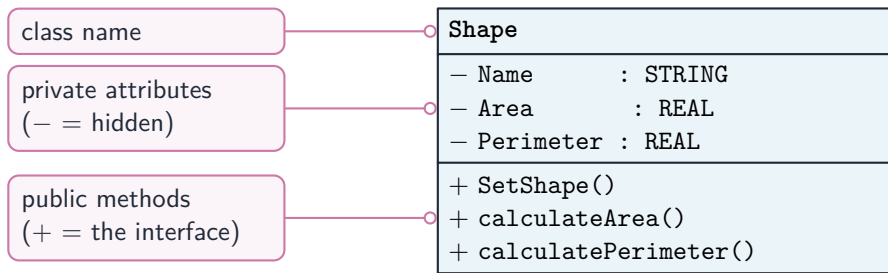 class name
private attributes
(− = hidden)
public methods
(+ = the interface)
Shape
− Name : STRING
− Area : REAL
− Perimeter : REAL
+ SetShape()
+ calculateArea()
+ calculatePerimeter()